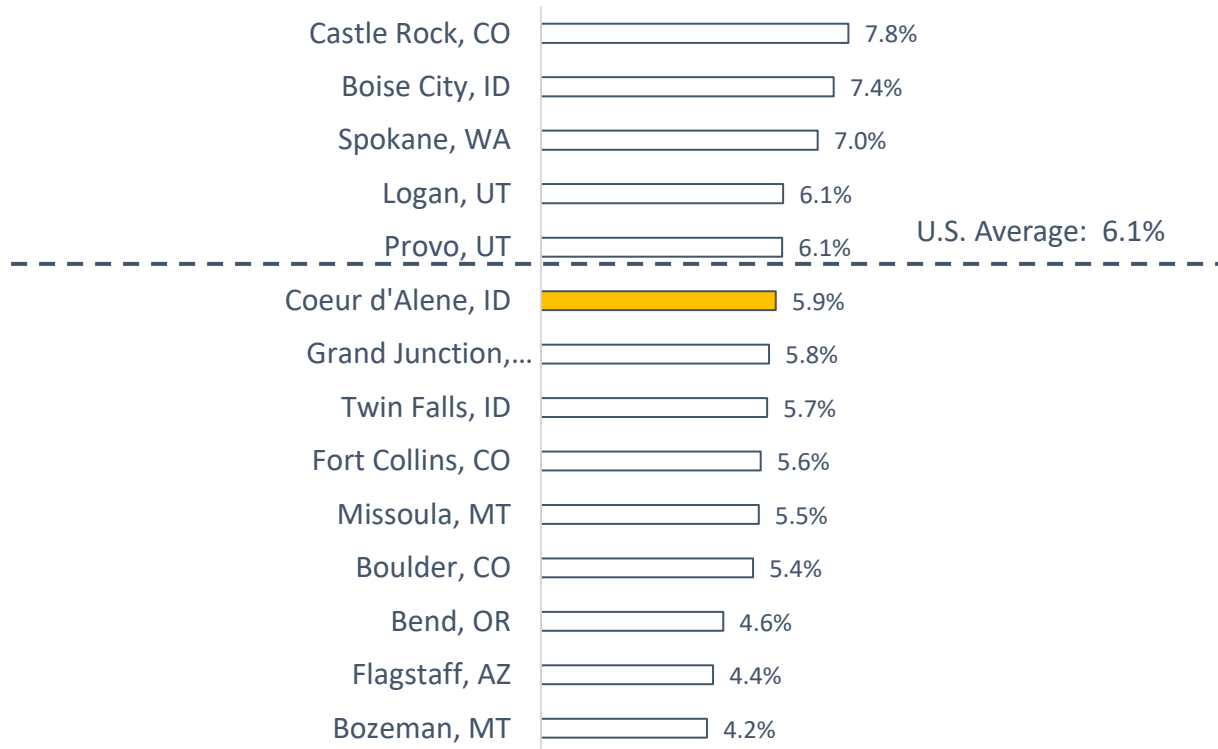 Castle Rock, CO 7.8%
Boise City, ID 7.4%
Spokane, WA 7.0%
Logan, UT 6.1%
U.S. Average: 6.1%
Provo, UT 6.1%
Coeur d'Alene, ID 5.9%
Grand Junction,... 5.8%
Twin Falls, ID 5.7%
Fort Collins, CO 5.6%
Missoula, MT 5.5%
Boulder, CO 5.4%
Bend, OR 4.6%
Flagstaff, AZ 4.4%
Bozeman, MT 4.2%